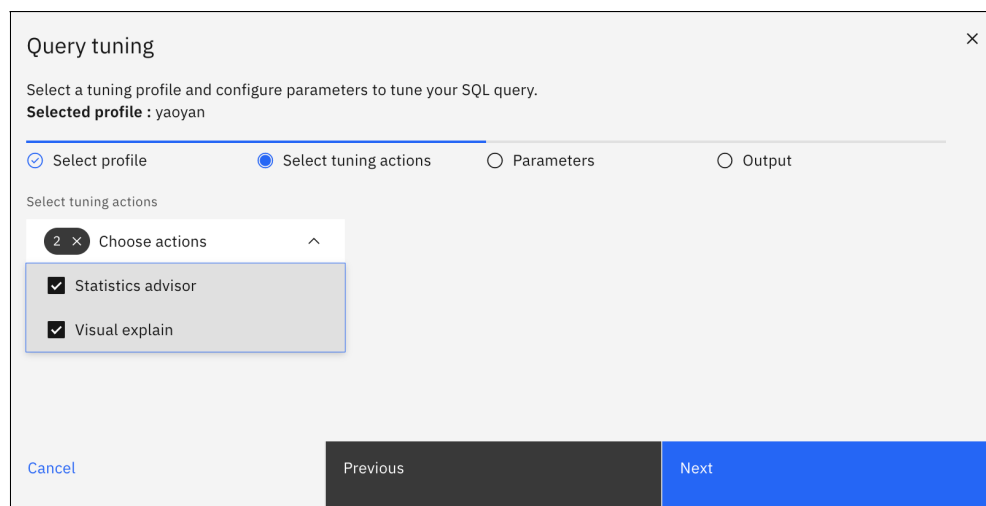 Query tuning
Select a tuning profile and configure parameters to tune your SQL query.
Selected profile : yaoyan
Select profile
Select tuning actions
Parameters
Output
Select tuning actions
2 × Choose actions
Statistics advisor
Visual explain
Cancel
Previous
Next